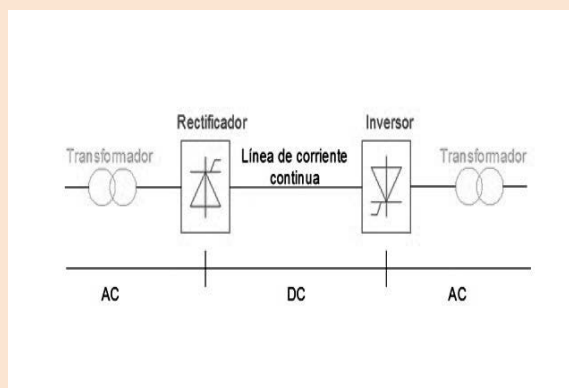 Rectificador
Inversor
Transformador
Línea de corriente
continua
Transformador
AC
DC
AC